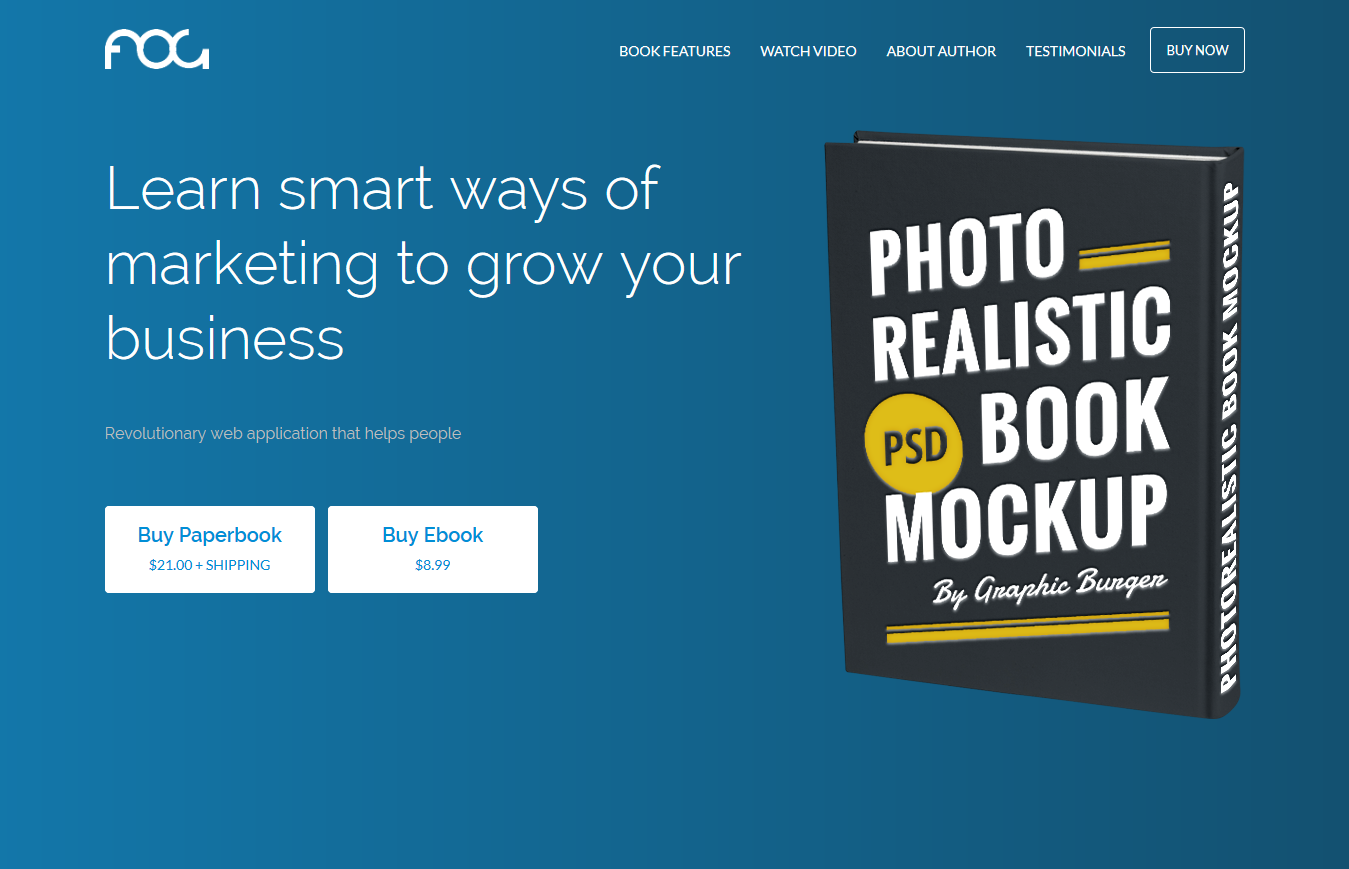 FOG
BOOK FEATURES
WATCH VIDEO
ABOUT AUTHOR
TESTIMONIALS
BUY NOW
Learn smart ways of
marketing to grow your
business
Revolutionary web application that helps people
Buy Paperbook
$21.00 + SHIPPING
Buy Ebook
$8.99
PHOTO
REALISTIC
PSD BOOK
MOCKUP
By Graphic Burger
PHOTOREALISTIC BOOK MOCKUP